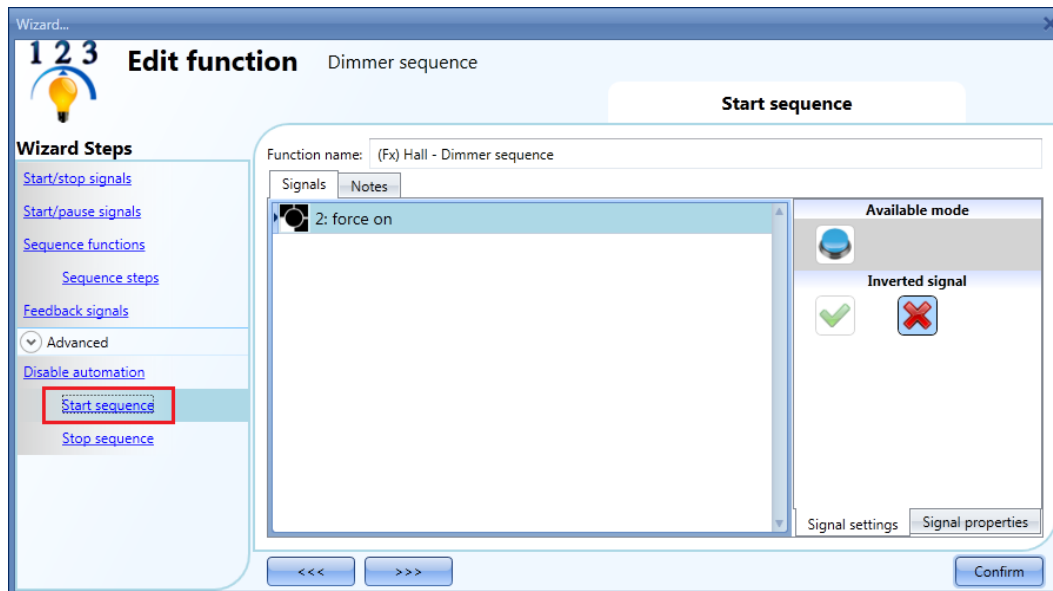 Wizard...
1 2 3
Edit function Dimmer sequence
Start sequence
Wizard Steps
Start/stop signals
Start/pause signals
Sequence functions
Sequence steps
Feedback signals
Advanced
Disable automation
Start sequence
Stop sequence
Function name: (Fx) Hall - Dimmer sequence
Signals Notes
2: force on
Available mode
Inverted signal
Signal settings Signal properties
<<< >>> Confirm